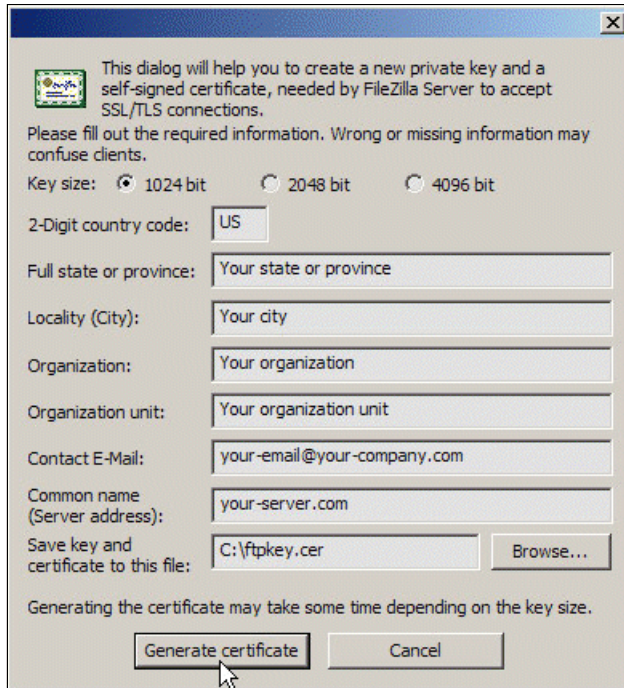 This dialog will help you to create a new private key and a
self-signed certificate, needed by FileZilla Server to accept
SSL/TLS connections.
Please fill out the required information. Wrong or missing information may
confuse clients.
Key size: 1024 bit 2048 bit 4096 bit
2-Digit country code: US
Full state or province: Your state or province
Locality (City): Your city
Organization: Your organization
Organization unit: Your organization unit
Contact E-Mail: your-email@your-company.com
Common name
(Server address): your-server.com
Save key and
certificate to this file: C:\ftpkey.cer Browse...
Generating the certificate may take some time depending on the key size.
Generate certificate Cancel